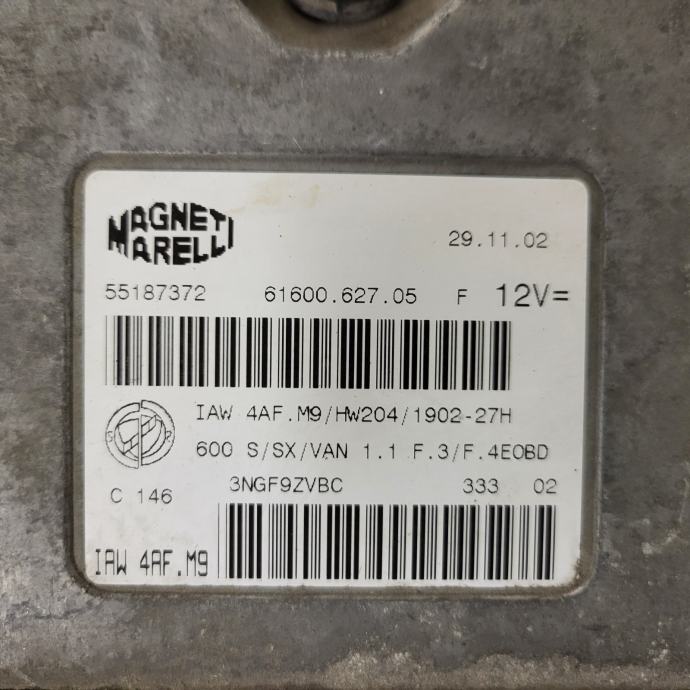 MAGNETI
MARELLI
29.11.02
55187372 61600.627.05 F 12V=
IAW 4AF.M9/HW204/1902-27H
600 S/SX/VAN 1.1 F.3/F.4EOBD
C 146 3NGF9ZVBC 333 02
IAW 4AF.M9